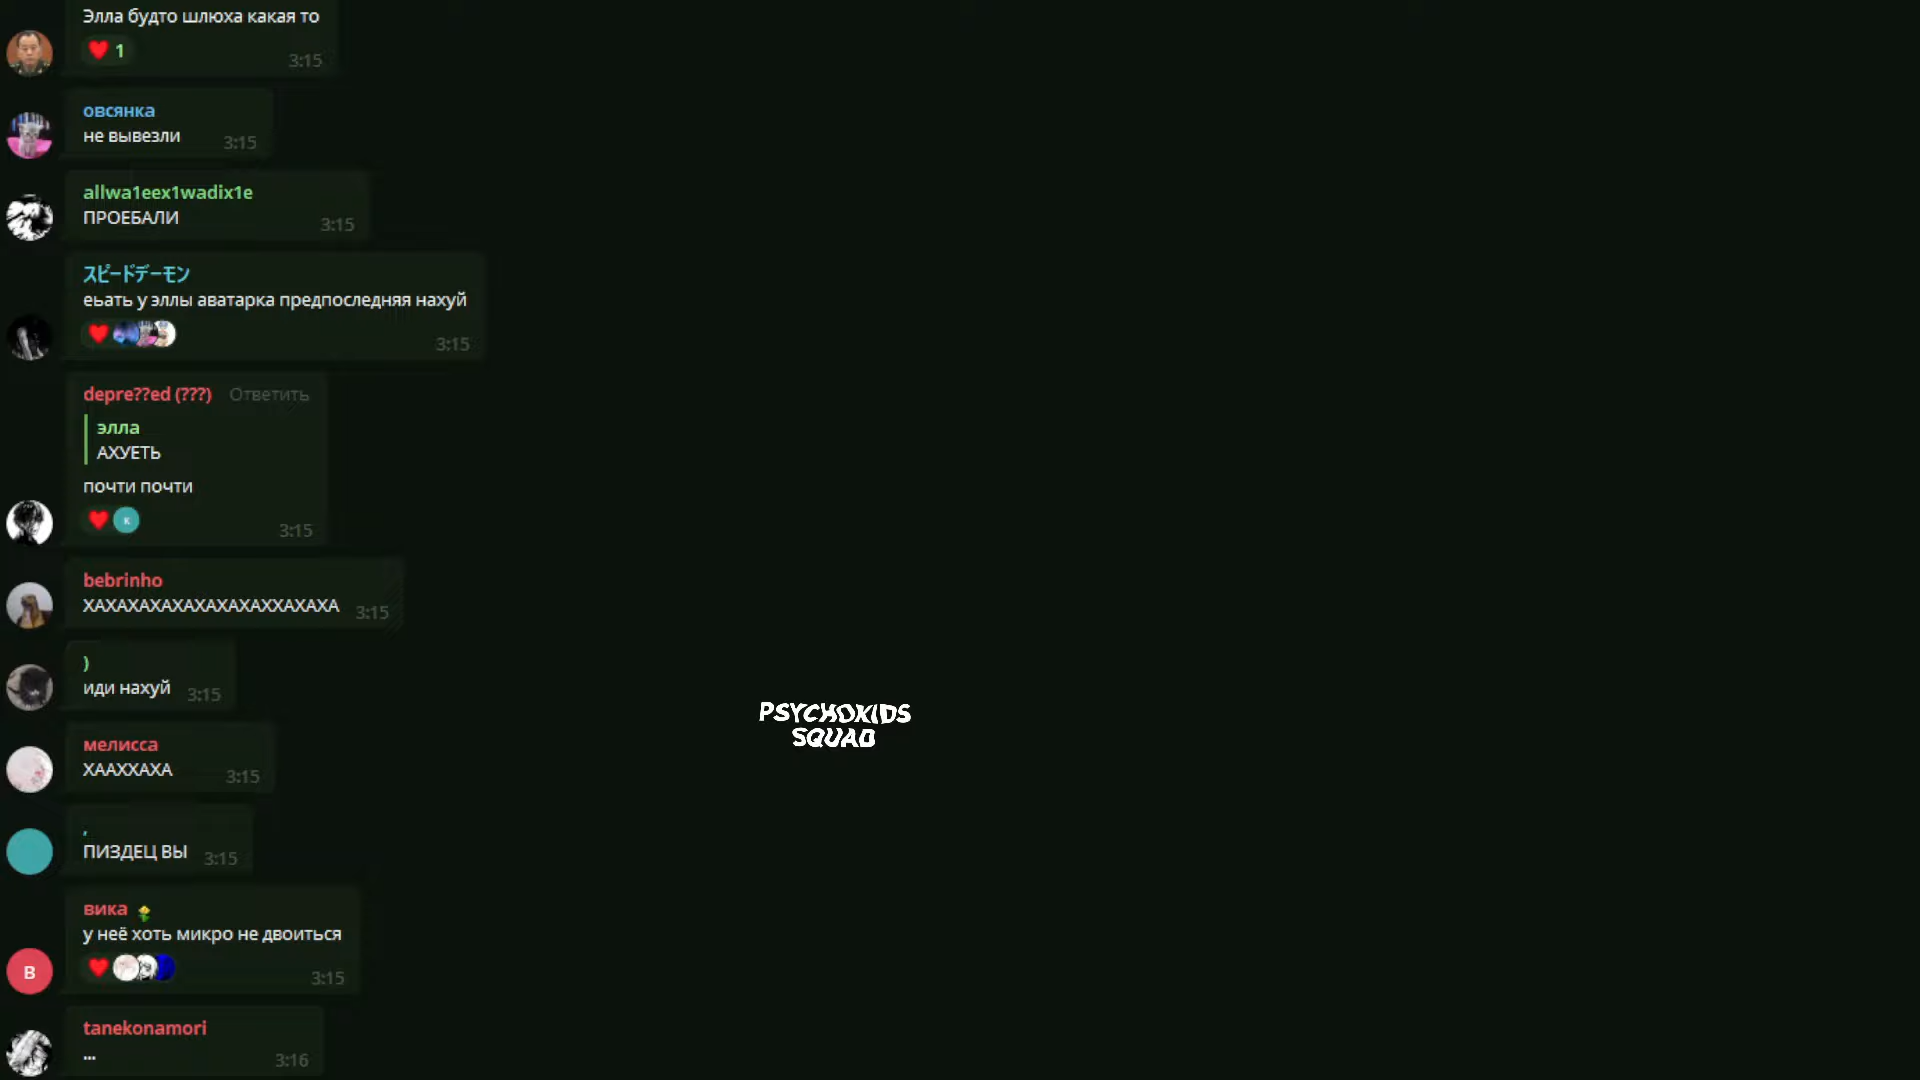 Элла будто шлюха какая то
1
3:15
овсянка
не вывезли
3:15
allwa1eex1wadix1e
ПРОЕБАЛИ
3:15
スピードデーモン
еьать у эллы аватарка предпоследняя нахуй
3:15
depre??ed (???) Ответить
элла
АХУЕТЬ
почти почти
к
3:15
bebrinho
ХАХАХАХАХАХАХАХАХХАХАХА 3:15
)
иди нахуй 3:15
PSYCHOKIDS
SQUAD
мелисса
ХААХХАХА
3:15
,
ПИЗДЕЦ ВЫ 3:15
вика
у неё хоть микро не двоиться
В
3:15
tanekonamori
...
3:16